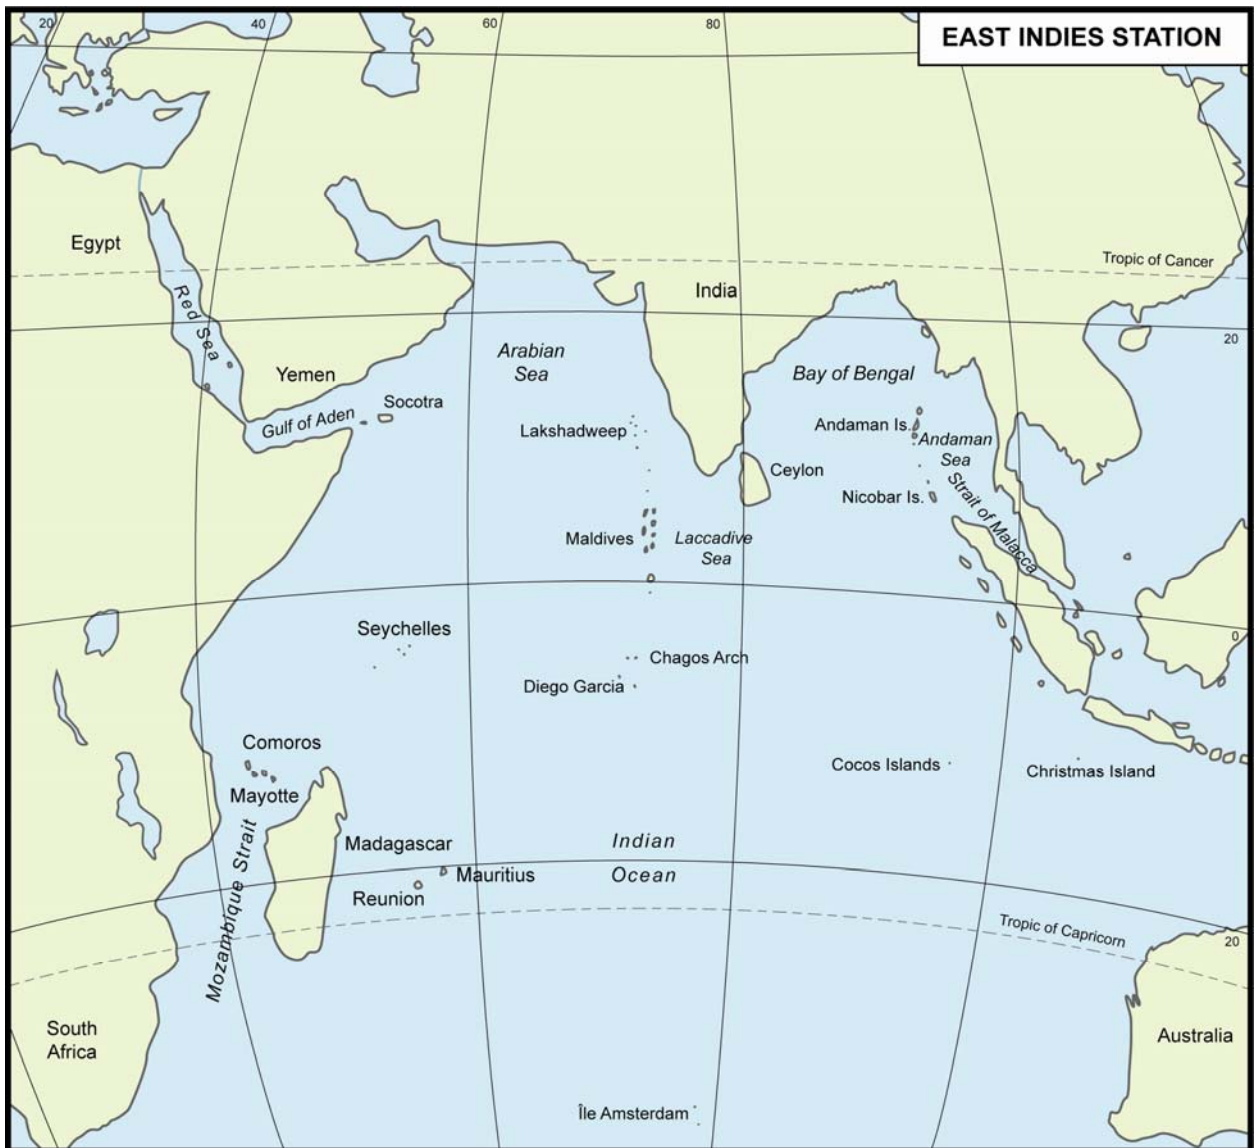 20
40
60
80
EAST INDIES STATION
Egypt
Tropic of Cancer
India
Red Sea
20
Arabian
Sea
Yemen
Bay of Bengal
Socotra
Gulf of Aden
Lakshadweep
Andaman Is.
Andaman
Sea
Ceylon
Nicobar Is.
Strait of Malacca
Maldives
Laccadive
Sea
Seychelles
0
Chagos Arch
Diego Garcia
Comoros
Cocos Islands
Christmas Island
Mayotte
Madagascar
Indian
Ocean
Mauritius
Reunion
Mozambique Strait
Tropic of Capricorn
20
South
Africa
Australia
Île Amsterdam